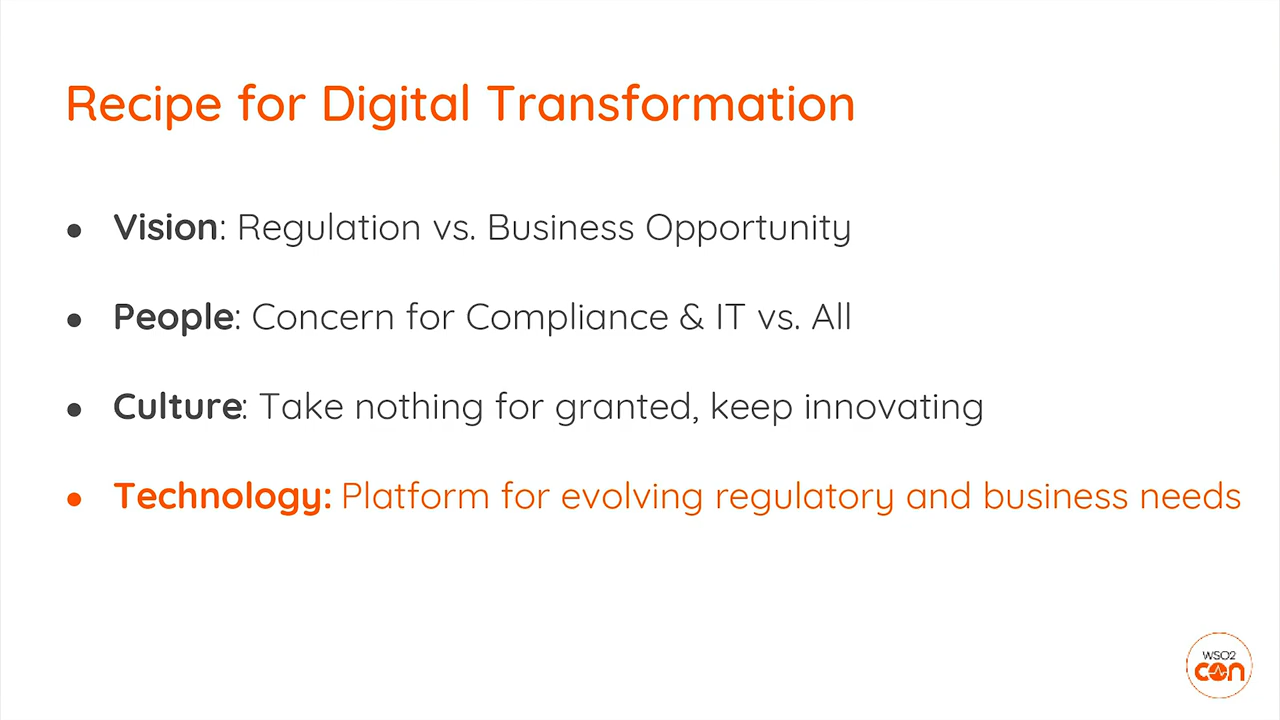 Recipe for Digital Transformation
● Vision: Regulation vs. Business Opportunity
● People: Concern for Compliance & IT vs. All
● Culture: Take nothing for granted, keep innovating
● Technology: Platform for evolving regulatory and business needs
WSO2
con